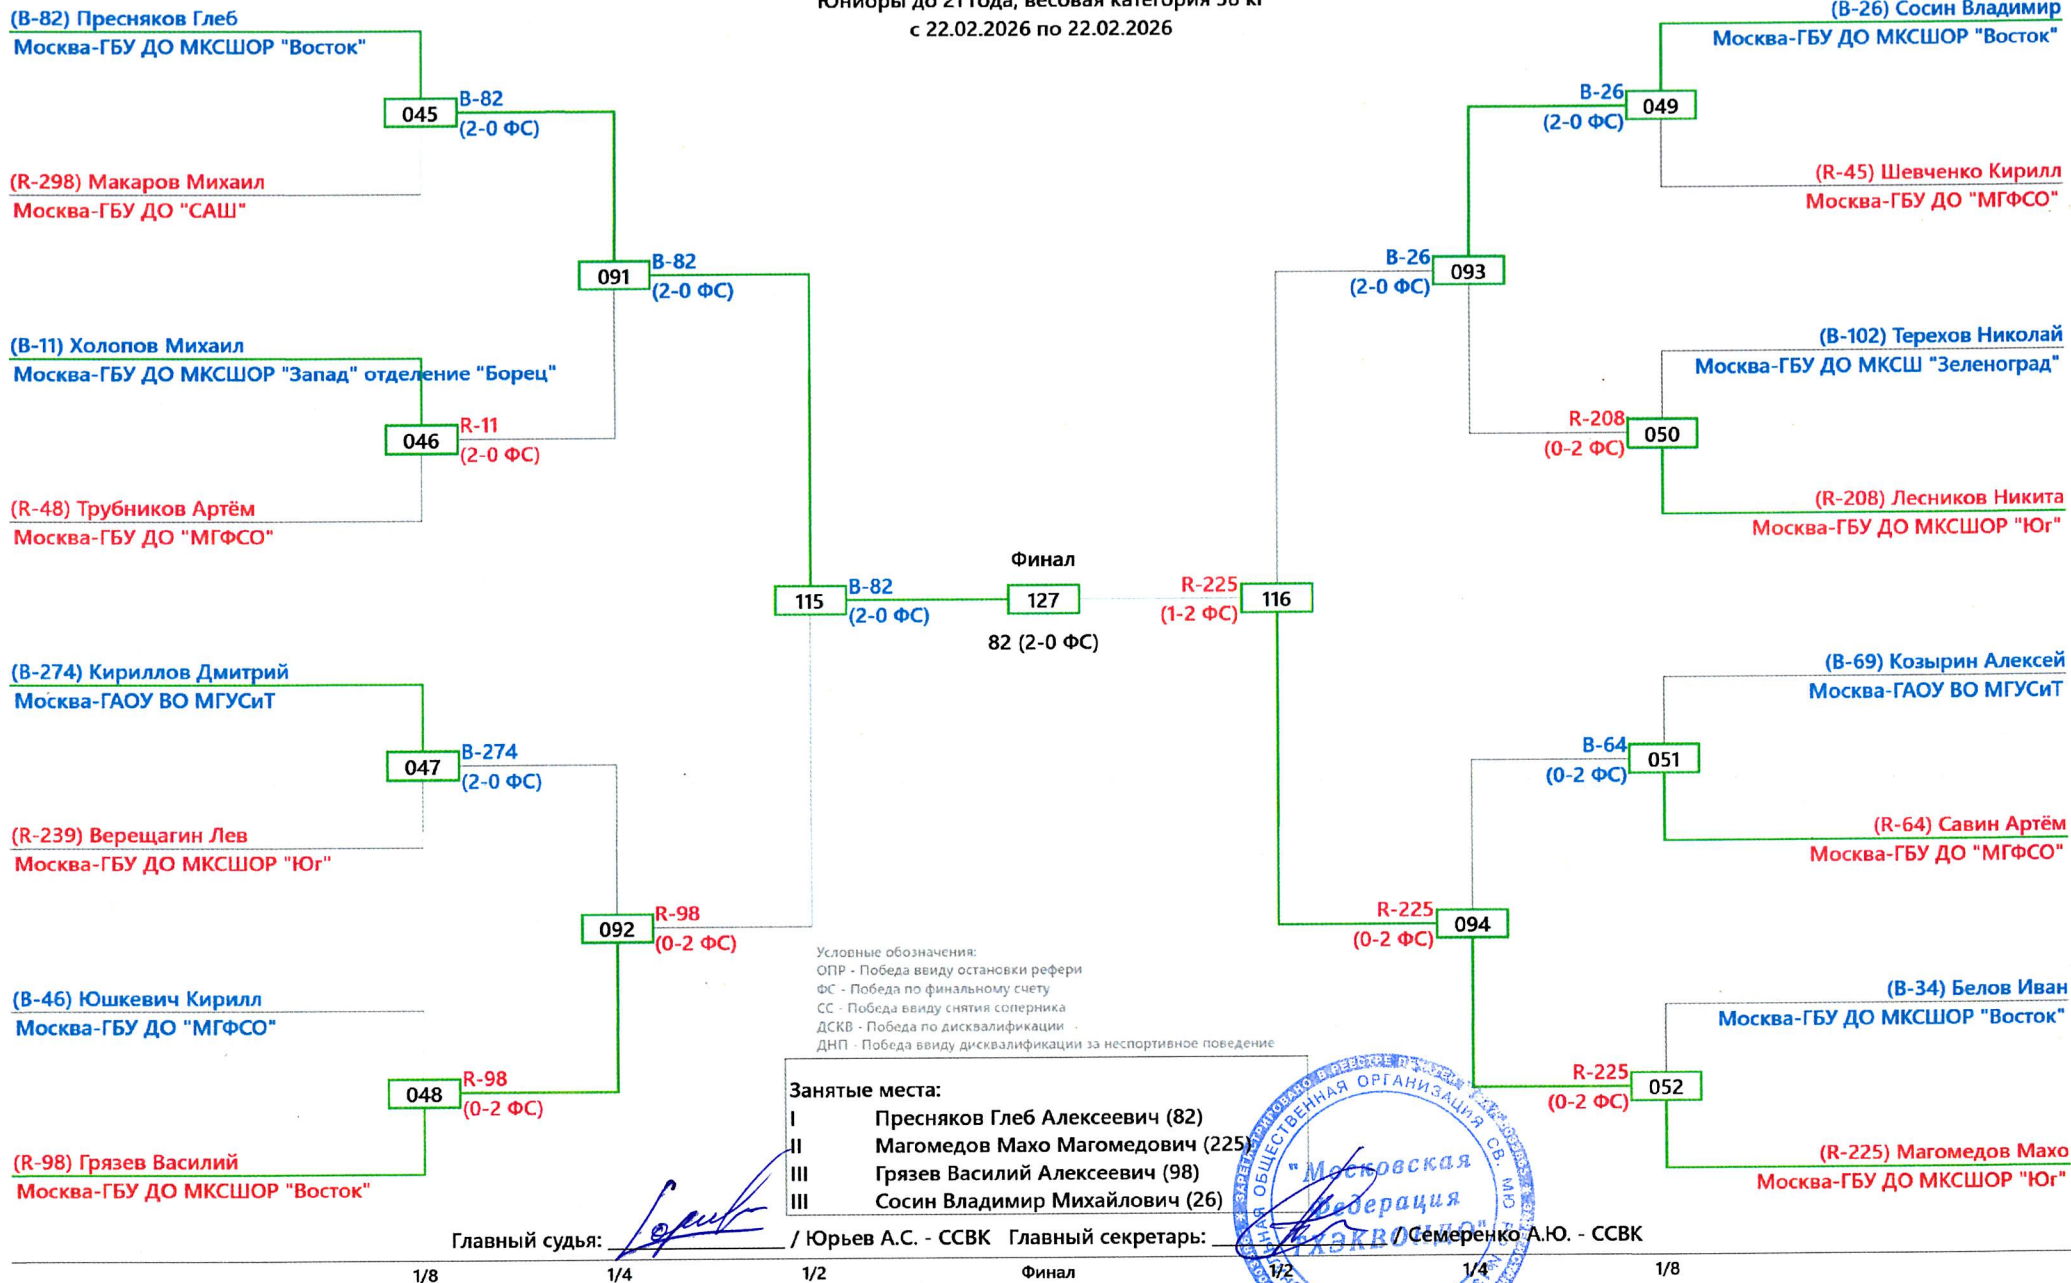 Юниоры до 21 года, весовая категория 58 кг
с 22.02.2026 по 22.02.2026
(B-82) Пресняков Глеб
Москва-ГБУ ДО МКСШОР "Восток"
045
B-82
(2-0 ФС)
(R-298) Макаров Михаил
Москва-ГБУ ДО "САШ"
091
B-82
(2-0 ФС)
(B-11) Холопов Михаил
Москва-ГБУ ДО МКСШОР "Запад" отделение "Борец"
046
R-11
(2-0 ФС)
(R-48) Трубников Артём
Москва-ГБУ ДО "МГФСО"
115
B-82
(2-0 ФС)
(B-274) Кириллов Дмитрий
Москва-ГАОУ ВО МГУСиТ
047
B-274
(2-0 ФС)
(R-239) Верещагин Лев
Москва-ГБУ ДО МКСШОР "Юг"
092
R-98
(0-2 ФС)
(B-46) Юшкевич Кирилл
Москва-ГБУ ДО "МГФСО"
048
R-98
(0-2 ФС)
(R-98) Грязев Василий
Москва-ГБУ ДО МКСШОР "Восток"
Финал
127
82 (2-0 ФС)
(B-26) Сосин Владимир
Москва-ГБУ ДО МКСШОР "Восток"
B-26
(2-0 ФС)
049
(R-45) Шевченко Кирилл
Москва-ГБУ ДО "МГФСО"
B-26
(2-0 ФС)
093
(B-102) Терехов Николай
Москва-ГБУ ДО МКСШ "Зеленоград"
R-208
(0-2 ФС)
050
(R-208) Лесников Никита
Москва-ГБУ ДО МКСШОР "Юг"
R-225
(1-2 ФС)
116
(B-69) Козырин Алексей
Москва-ГАОУ ВО МГУСиТ
B-64
(0-2 ФС)
051
(R-64) Савин Артём
Москва-ГБУ ДО "МГФСО"
R-225
(0-2 ФС)
094
(B-34) Белов Иван
Москва-ГБУ ДО МКСШОР "Восток"
R-225
(0-2 ФС)
052
(R-225) Магомедов Махо
Москва-ГБУ ДО МКСШОР "Юг"
Условные обозначения:
ОПР - Победа ввиду остановки рефери
ФС - Победа по финальному счету
СС - Победа ввиду снятия соперника
ДСКВ - Победа по дисквалификации
ДНП - Победа ввиду дисквалификации за неспортивное поведение
Занятые места:
I Пресняков Глеб Алексеевич (82)
II Магомедов Махо Магомедович (225)
III Грязев Василий Алексеевич (98)
III Сосин Владимир Михайлович (26)
ОБЩЕСТВЕННАЯ ОРГАНИЗАЦИЯ
"Московская
федерация
ТХЭКВОНДО"
Главный судья: / Юрьев А.С. - ССВК Главный секретарь: / Семеренко А.Ю. - ССВК
1/8 1/4 1/2 Финал 1/2 1/4 1/8